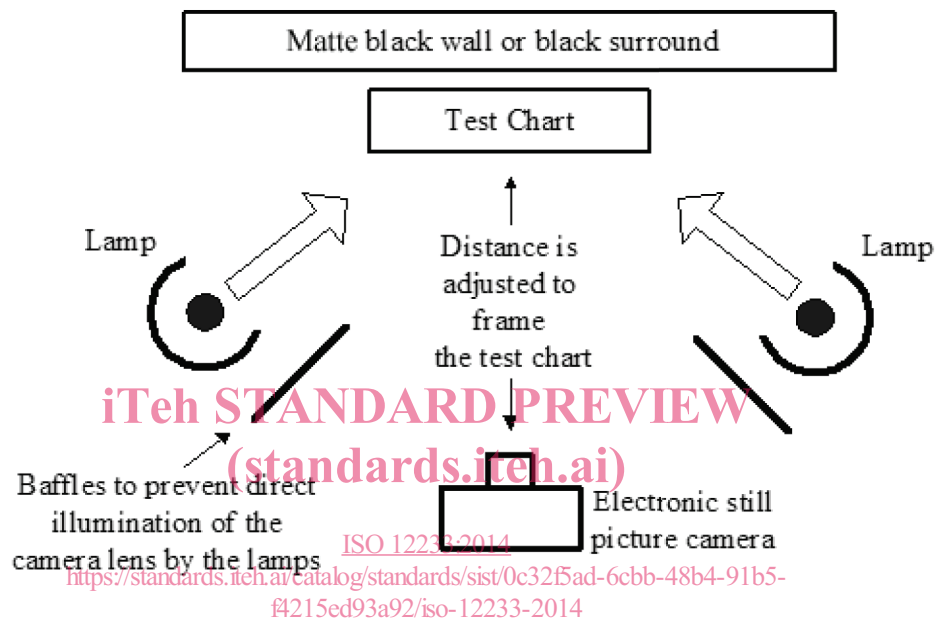 Matte black wall or black surround
Test Chart
Lamp
Lamp
Distance is
adjusted to
frame
the test chart
iTeh STANDARD PREVIEW
(standards.iteh.ai)
Baffles to prevent direct
illumination of the
camera lens by the lamps
Electronic still
picture camera
ISO 12233:2014
https://standards.iteh.ai/catalog/standards/sist/0c32f5ad-6cbb-48b4-91b5-
f4215ed93a92/iso-12233-2014